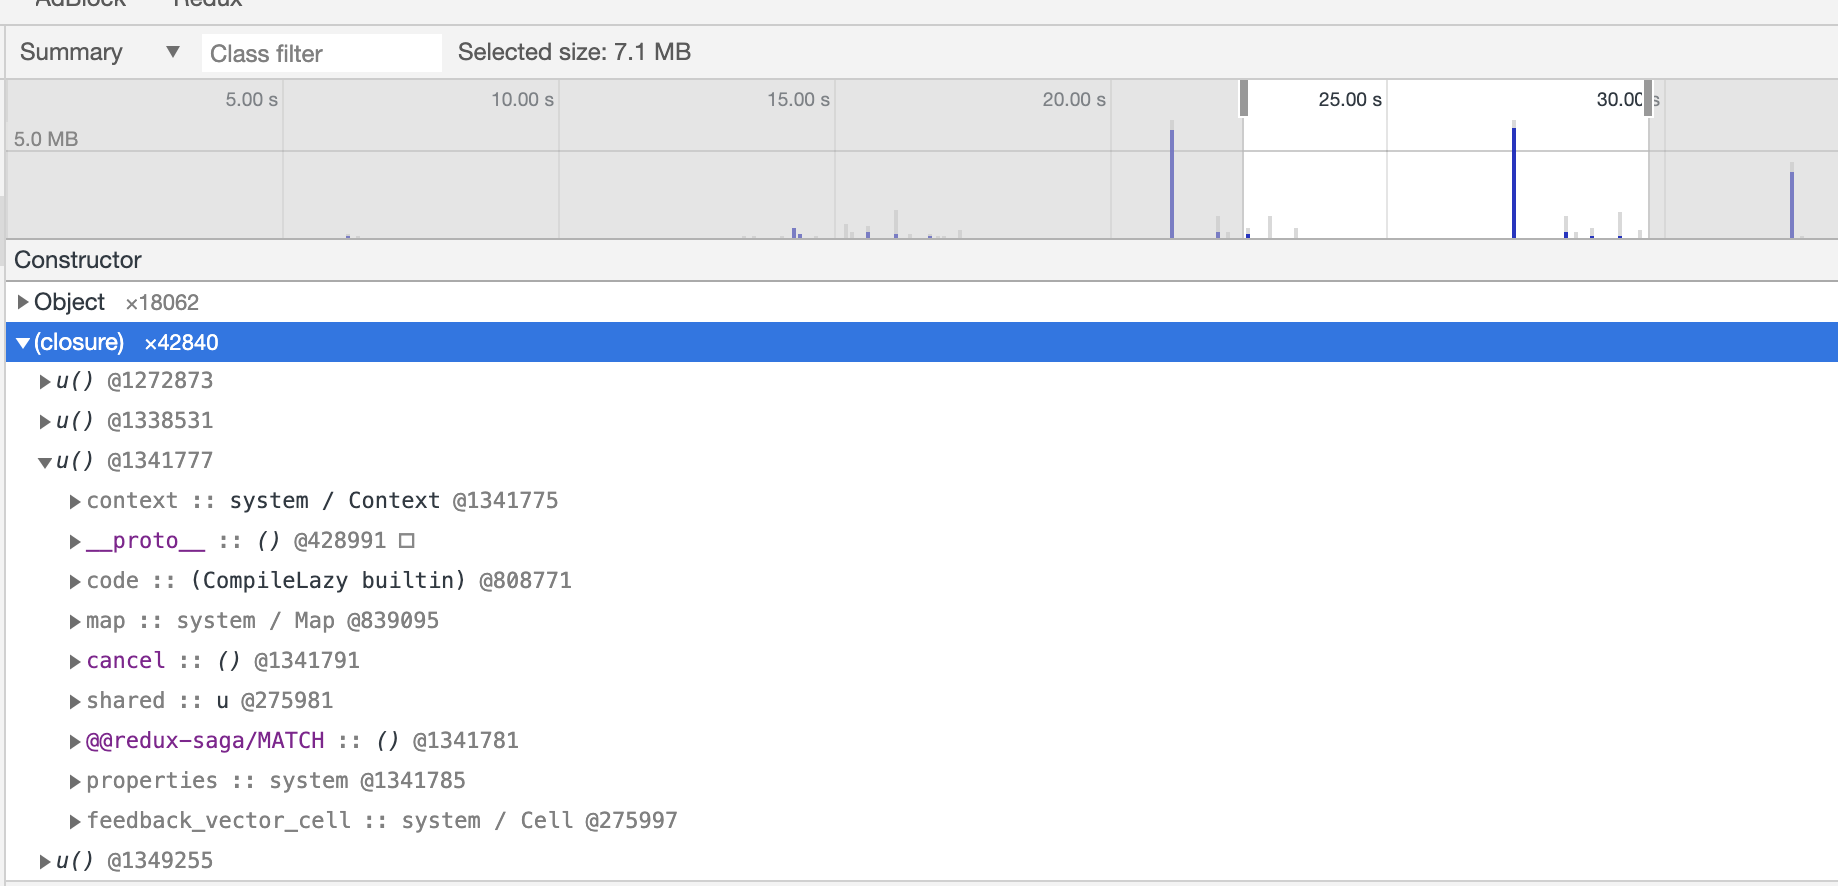 AdBlock Redux
Summary ▼ Class filter Selected size: 7.1 MB
5.00 s 10.00 s 15.00 s 20.00 s 25.00 s 30.00 s
5.0 MB
Constructor
▶Object ×18062
▼(closure) ×42840
▶u() @1272873
▶u() @1338531
▼u() @1341777
▶context :: system / Context @1341775
▶__proto__ :: () @428991 □
▶code :: (CompileLazy builtin) @808771
▶map :: system / Map @839095
▶cancel :: () @1341791
▶shared :: u @275981
▶@@redux-saga/MATCH :: () @1341781
▶properties :: system @1341785
▶feedback_vector_cell :: system / Cell @275997
▶u() @1349255